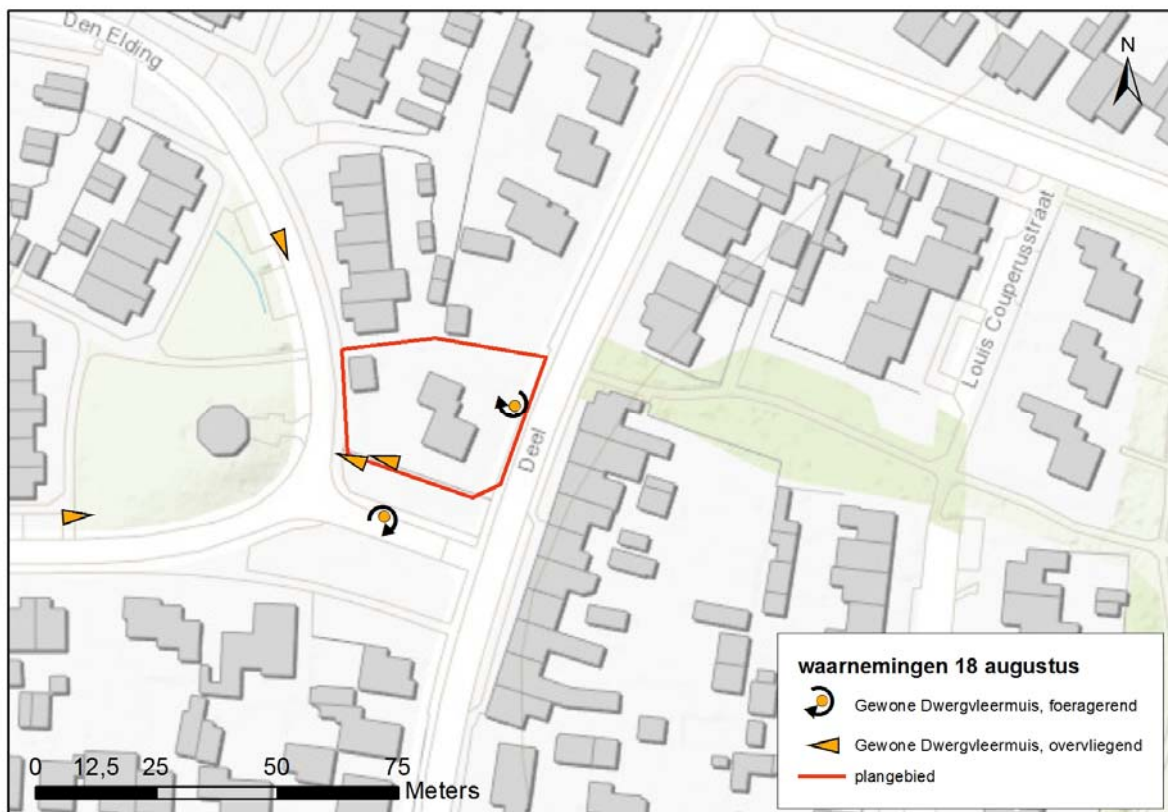 Den Elding
N
Louis Couperusstraat
Deel
waarnemingen 18 augustus
Gewone Dwergvleermuis, foeragerend
Gewone Dwergvleermuis, overvliegend
plangebied
0 12,5 25 50 75
Meters